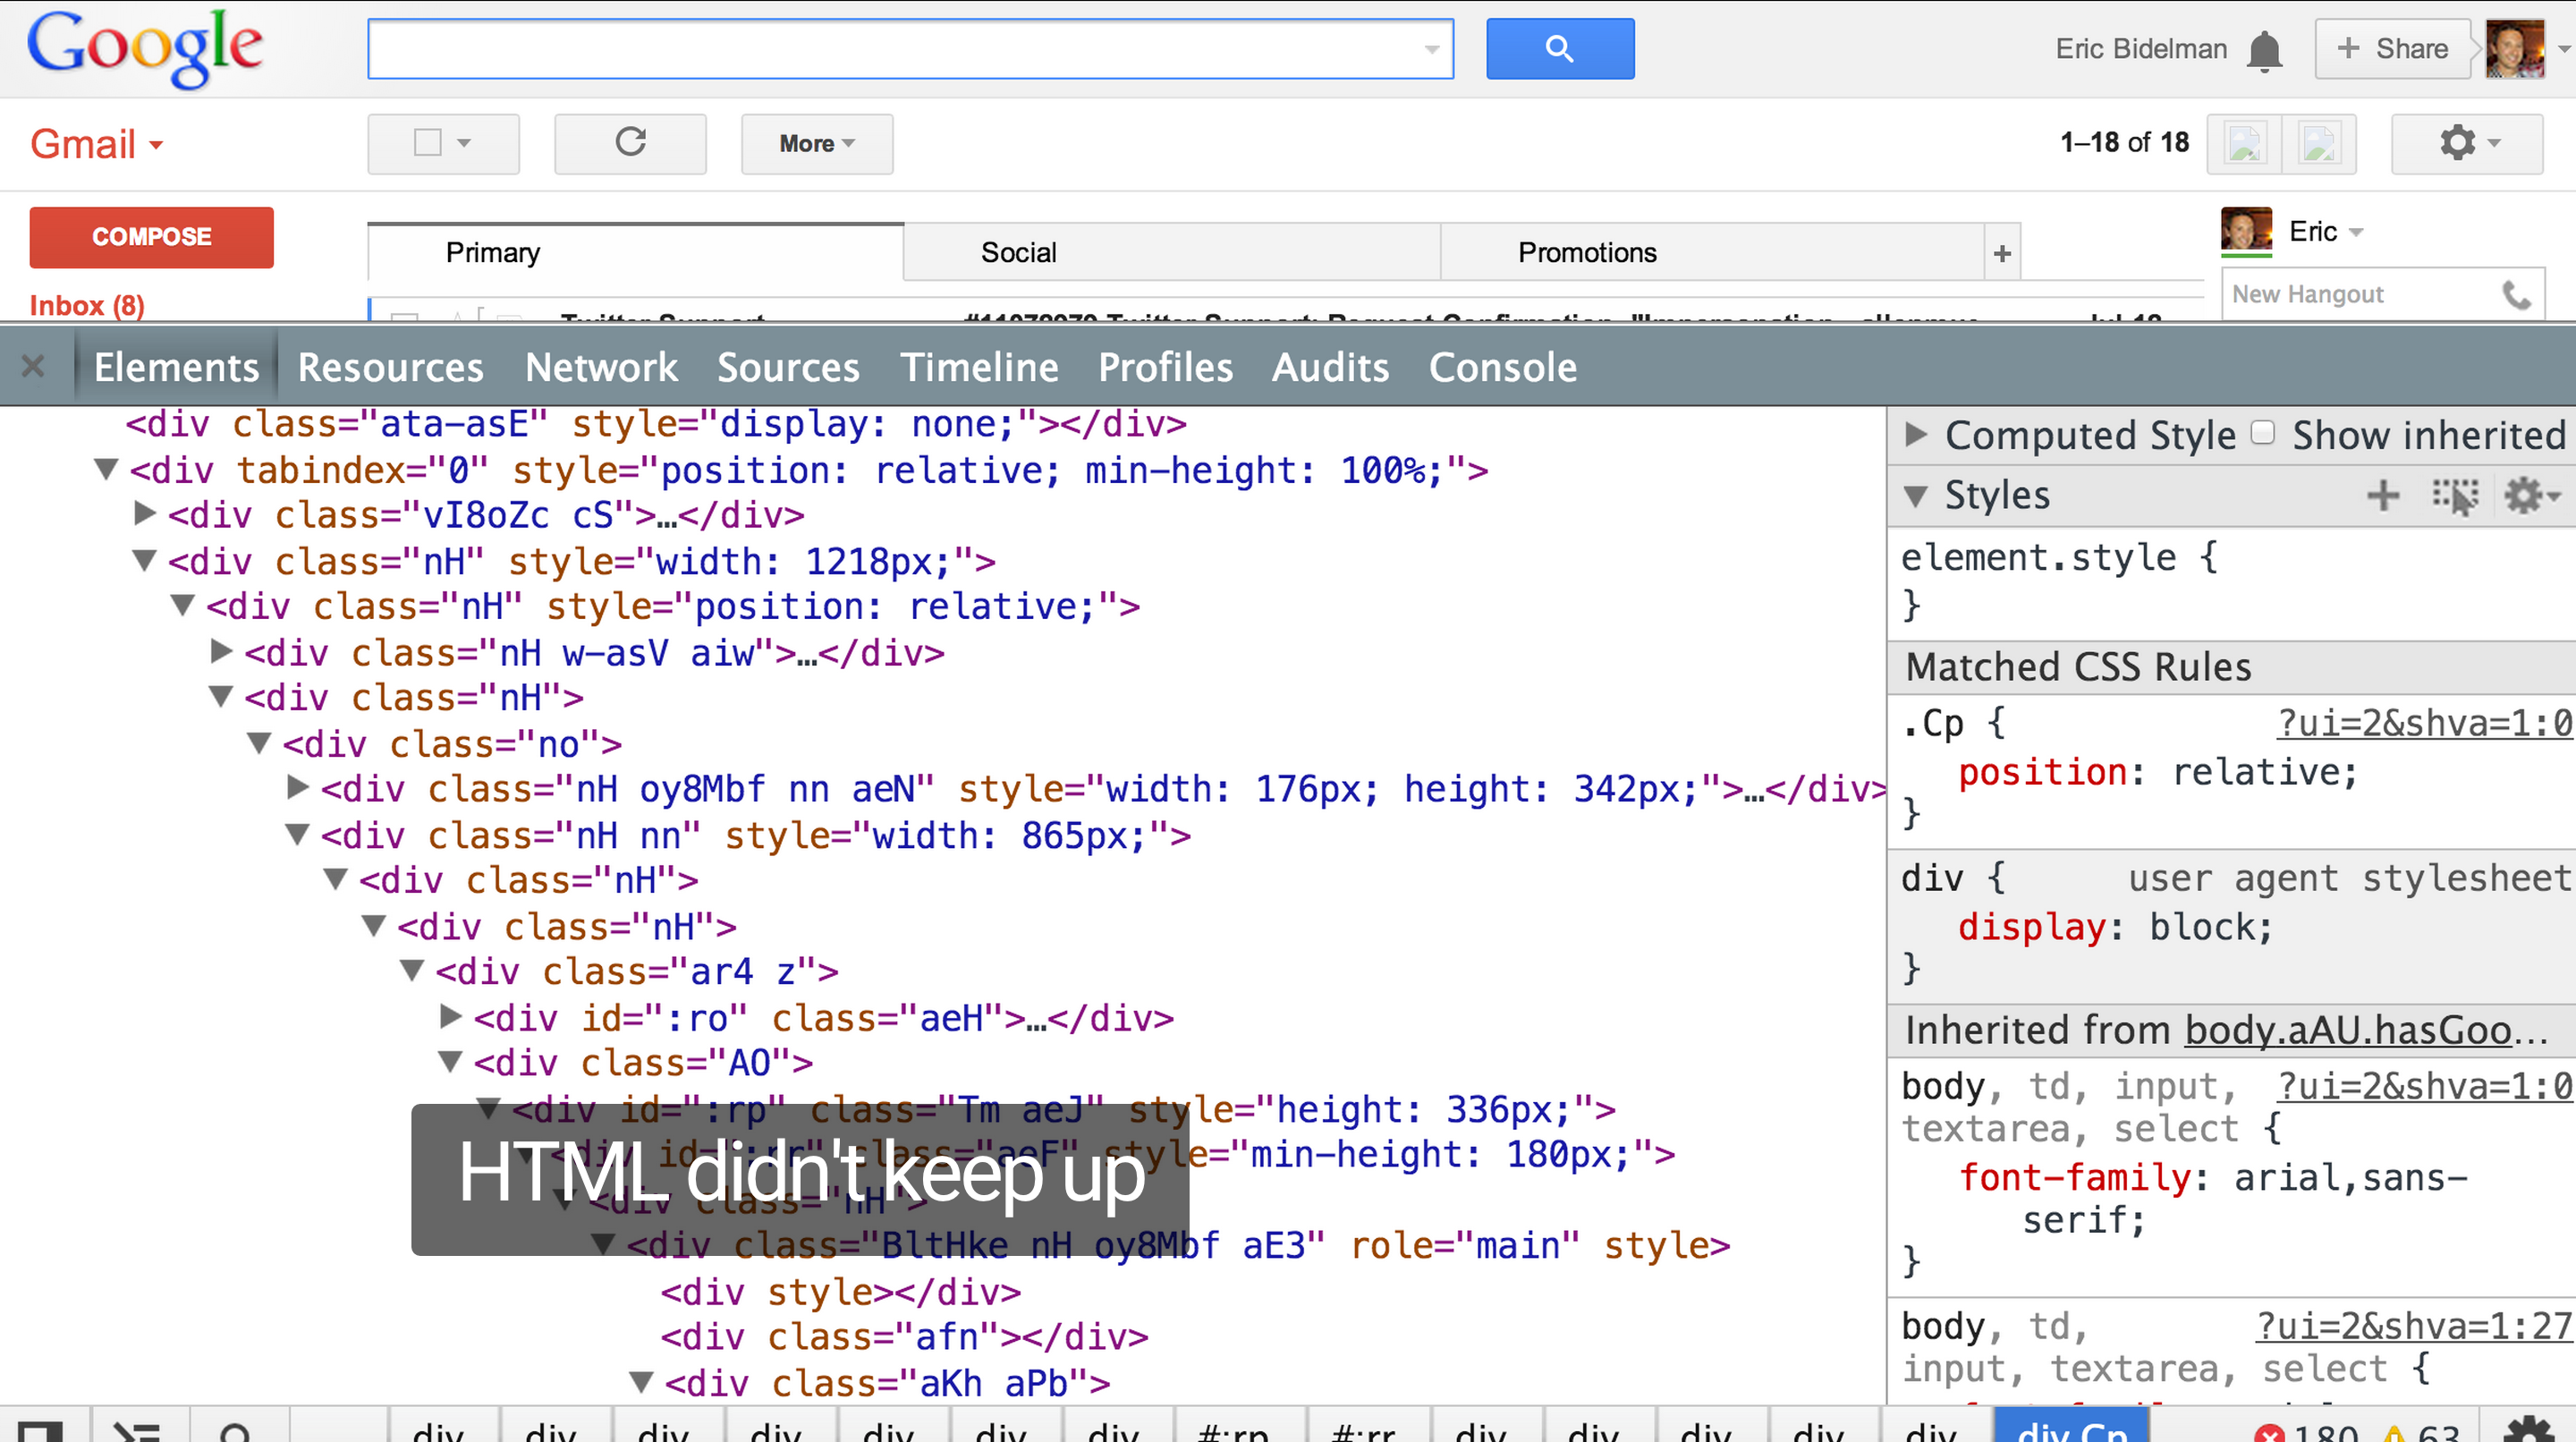 Google
Eric Bidelman
+ Share
Gmail
More
1–18 of 18
COMPOSE
Primary
Social
Promotions
+
Eric
Inbox (8)
New Hangout
Twitter Support
× Elements Resources Network Sources Timeline Profiles Audits Console
<div class="ata-asE" style="display: none;"></div>
▼<div tabindex="0" style="position: relative; min-height: 100%;">
▶<div class="vI8oZc cS">…</div>
▼<div class="nH" style="width: 1218px;">
▼<div class="nH" style="position: relative;">
▶<div class="nH w-asV aiw">…</div>
▼<div class="nH">
▼<div class="no">
▶<div class="nH oy8Mbf nn aeN" style="width: 176px; height: 342px;">…</div>
▼<div class="nH nn" style="width: 865px;">
▼<div class="nH">
▼<div class="nH">
▼<div class="ar4 z">
▶<div id=":ro" class="aeH">…</div>
▼<div class="AO">
▼<div id=":rp" class="Tm aeJ" style="height: 336px;">
▼<div id=":rr" class="aeF" style="min-height: 180px;">
▼<div class="nH">
HTML didn't keep up
▼<div class="BltHke nH oy8Mbf aE3" role="main" style>
<div style></div>
<div class="afn"></div>
▼<div class="aKh aPb">
▶ Computed Style Show inherited
▼ Styles
element.style {
}
Matched CSS Rules
.Cp { ?ui=2&shva=1:0
position: relative;
}
div { user agent stylesheet
display: block;
}
Inherited from body.aAU.hasGoo…
body, td, input, ?ui=2&shva=1:0
textarea, select {
font-family: arial,sans-
serif;
}
body, td, ?ui=2&shva=1:27
input, textarea, select {
div div div div div div div #:rp #:rr div div div div div div.Cp 180 63